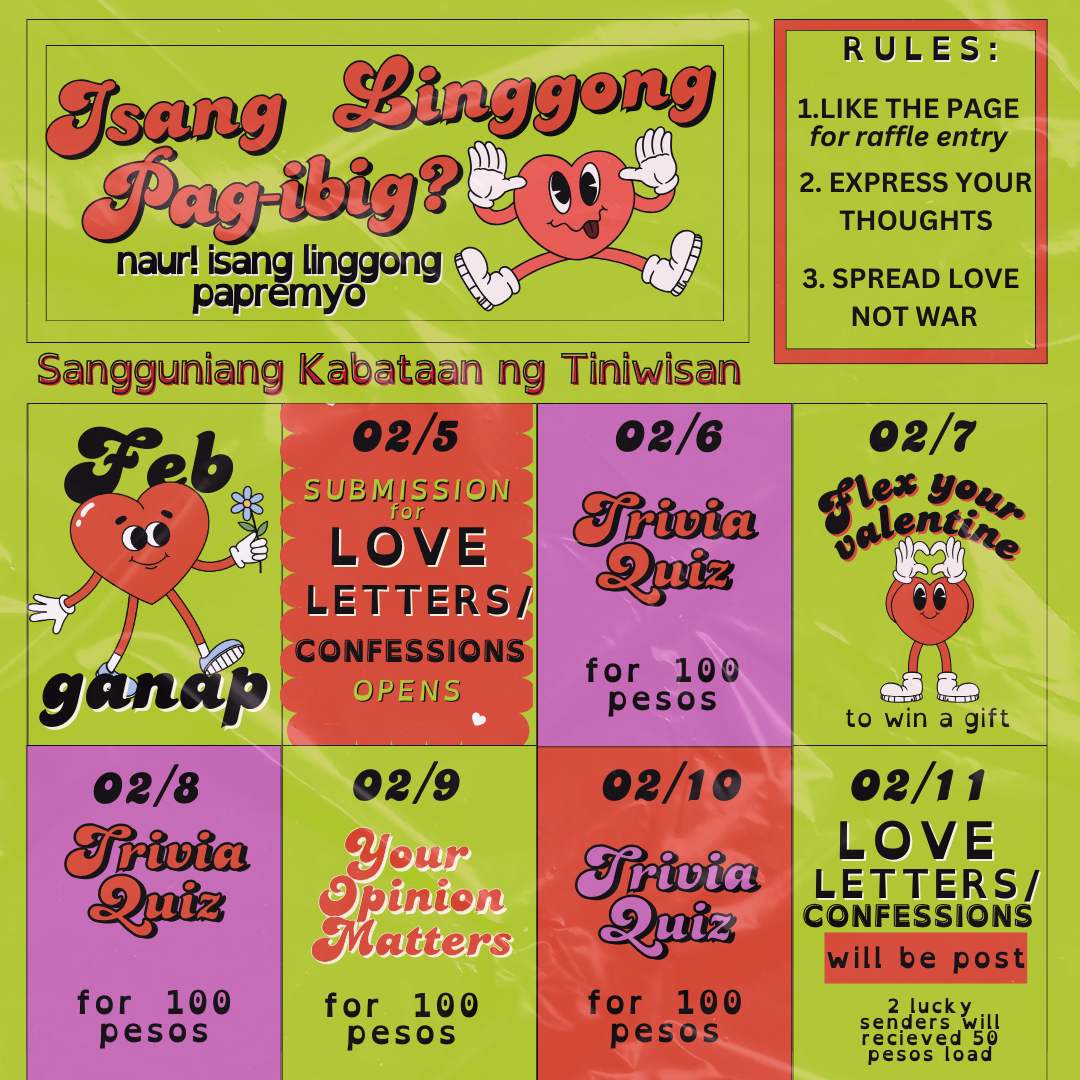 Isang Linggong
Pag-ibig?
naur! isang linggong
papremyo
RULES:
1.LIKE THE PAGE
for raffle entry
2. EXPRESS YOUR
THOUGHTS
3. SPREAD LOVE
NOT WAR
Sangguniang Kabataan ng Tiniwisan
Feb
ganap
02/5
SUBMISSION
for
LOVE
LETTERS/
CONFESSIONS
OPENS
02/6
Trivia
Quiz
for 100
pesos
02/7
Flex your
valentine
to win a gift
02/8
Trivia
Quiz
for 100
pesos
02/9
Your
Opinion
Matters
for 100
pesos
02/10
Trivia
Quiz
for 100
pesos
02/11
LOVE
LETTERS/
CONFESSIONS
will be post
2 lucky
senders will
recieved 50
pesos load